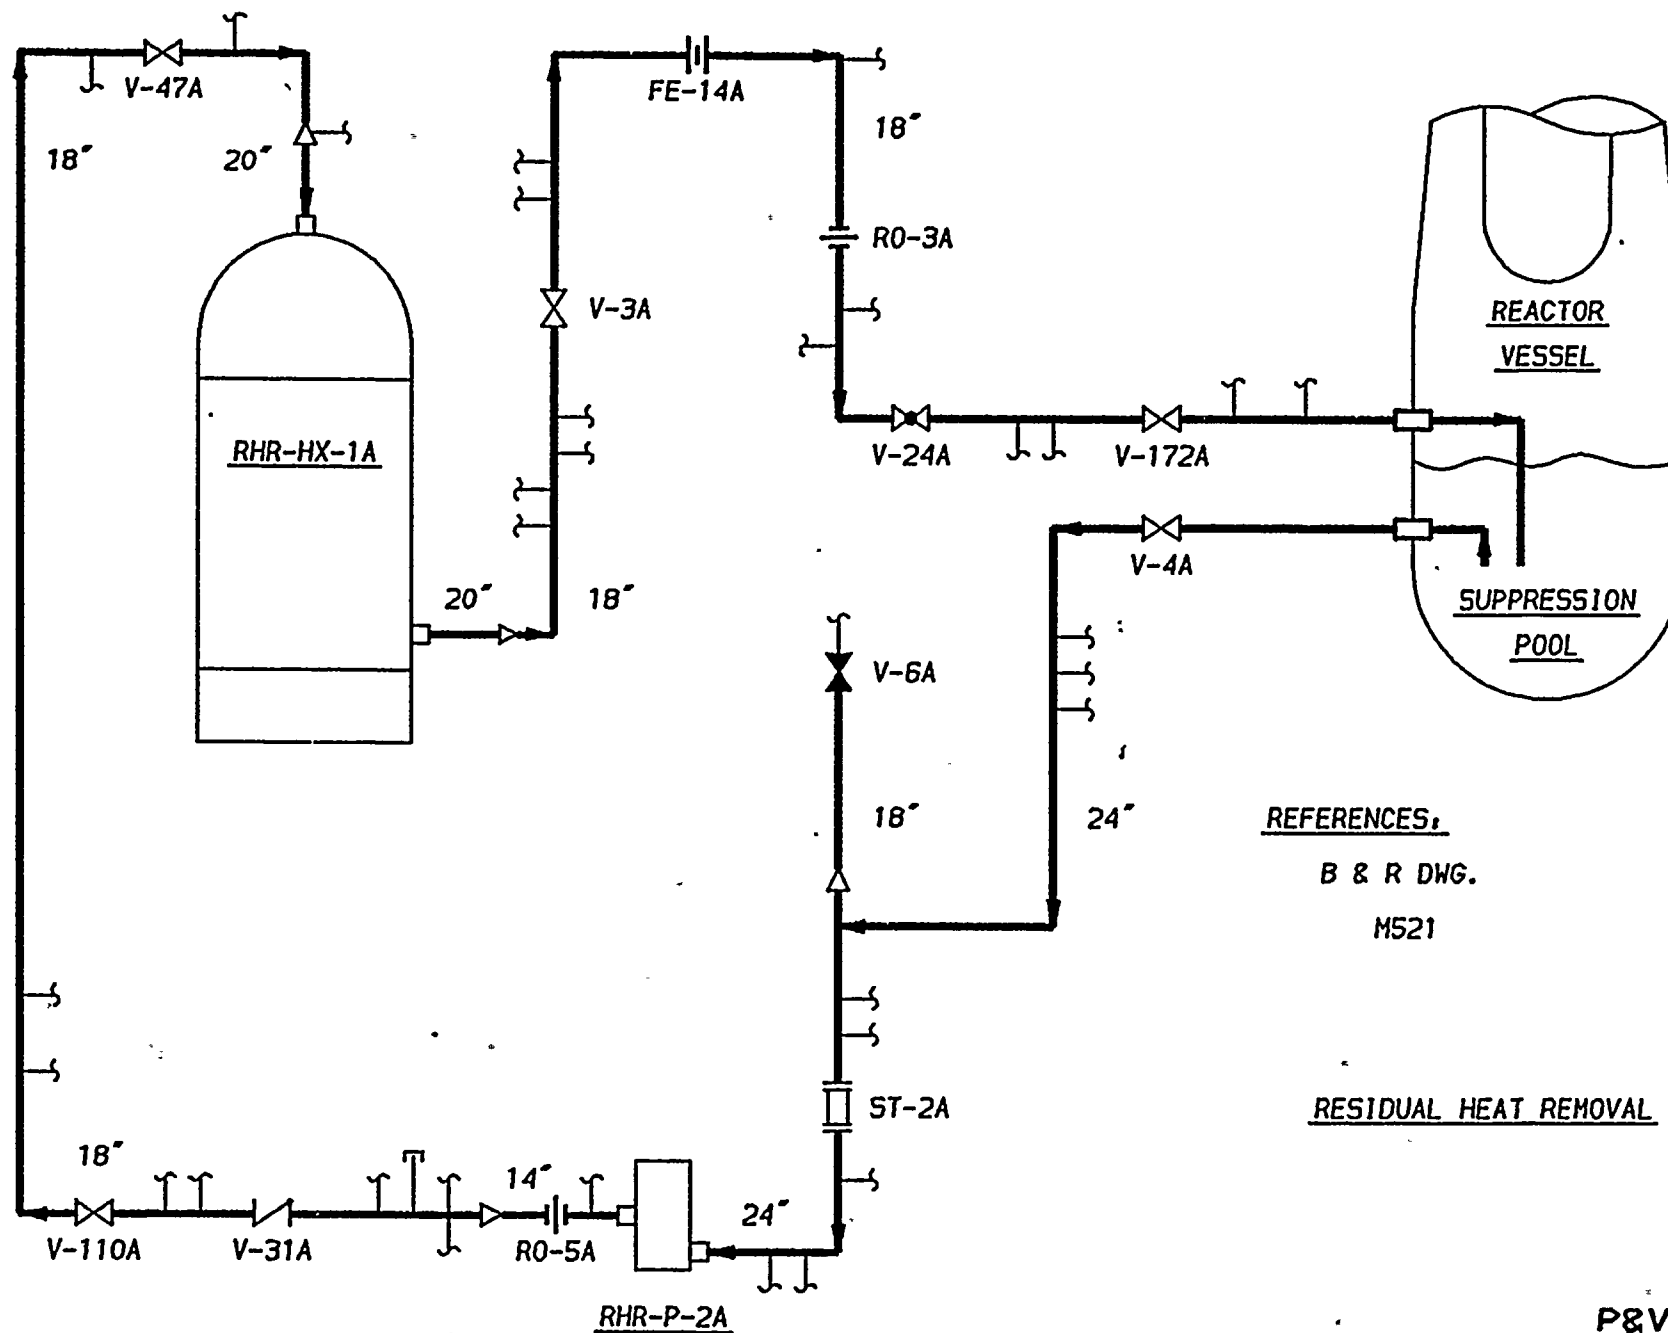 V-47A
FE-14A
18"
20"
18"
RO-3A
V-3A
REACTOR
VESSEL
RHR-HX-1A
V-24A
V-172A
V-4A
20"
18"
SUPPRESSION
POOL
V-6A
18"
24"
REFERENCES:
B & R DWG.
M521
ST-2A
RESIDUAL HEAT REMOVAL
18"
14"
24"
V-110A
V-31A
RO-5A
RHR-P-2A
P&V